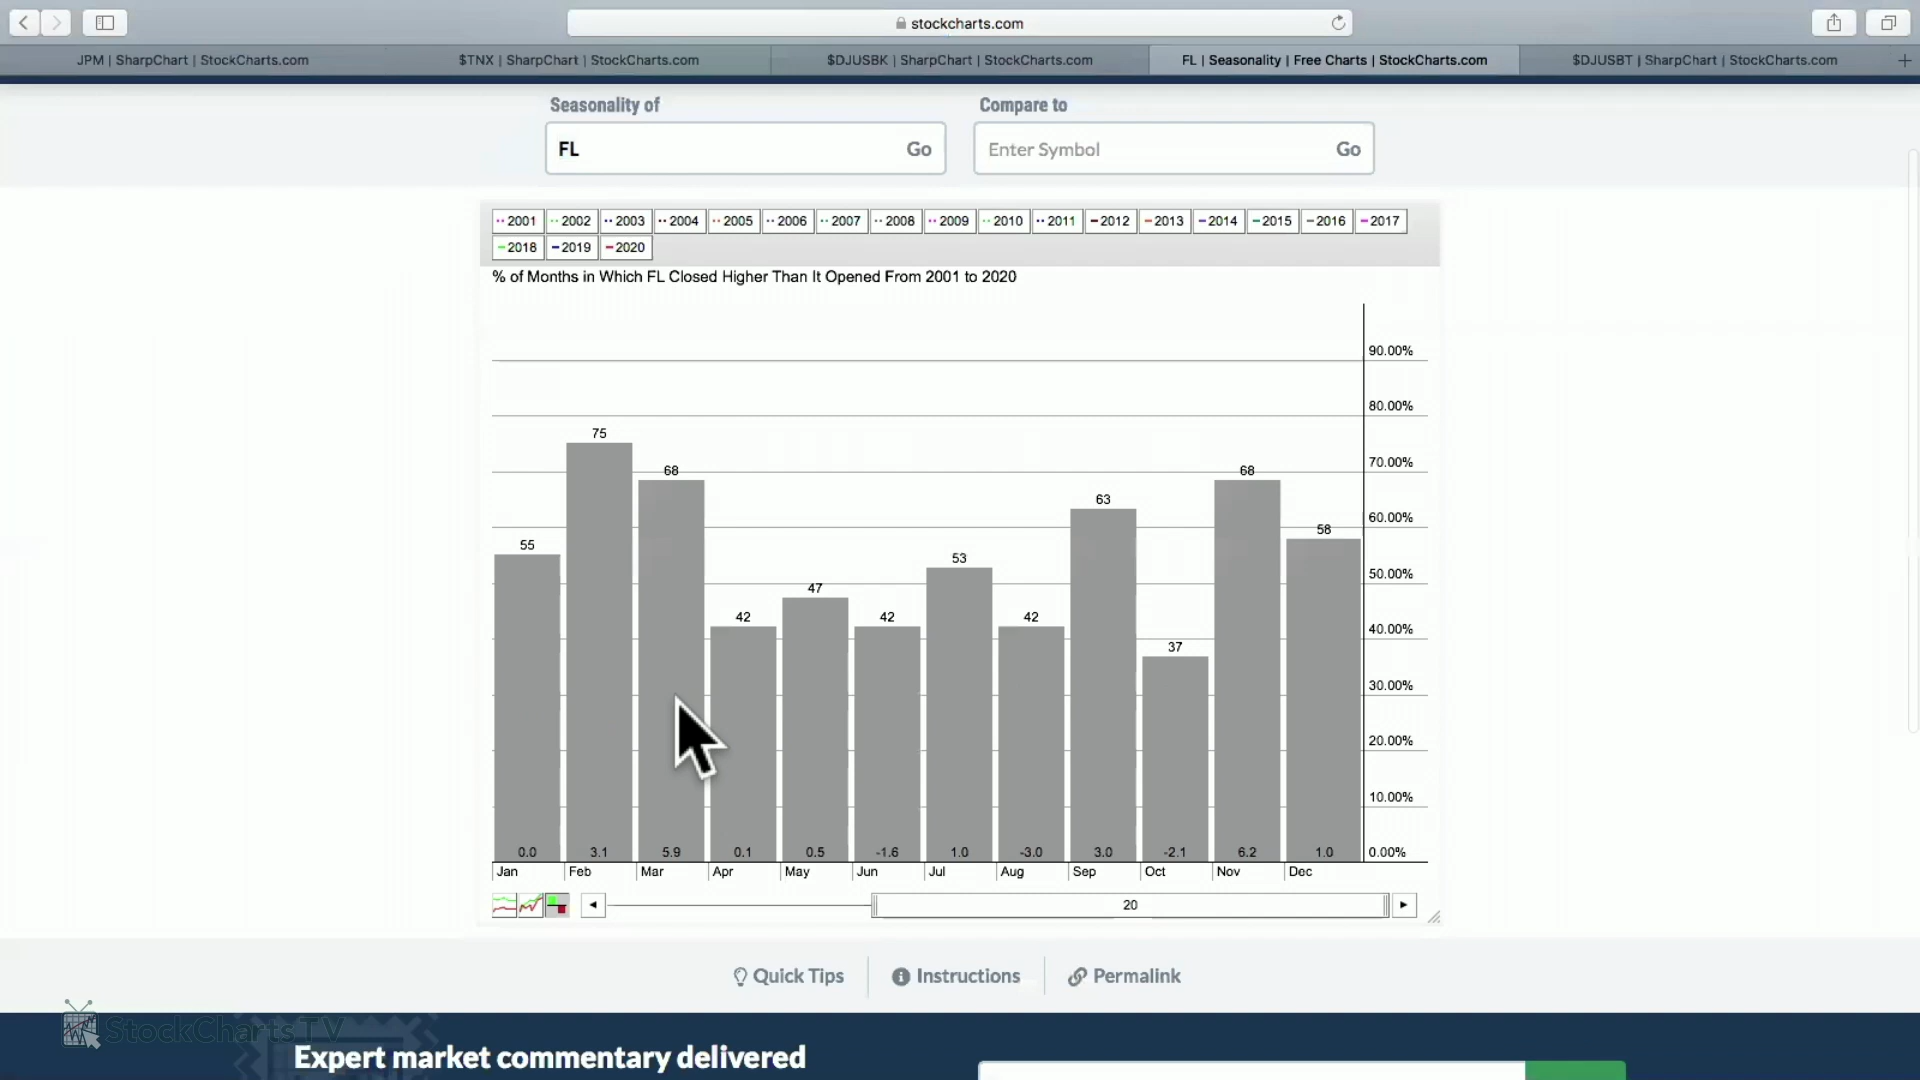 stockcharts.com
JPM | SharpChart | StockCharts.com
$TNX | SharpChart | StockCharts.com
$DJUSBK | SharpChart | StockCharts.com
FL | Seasonality | Free Charts | StockCharts.com
$DJUSBT | SharpChart | StockCharts.com
Seasonality of
Compare to
FL Go
Enter Symbol Go
2001 2002 2003 2004 2005 2006 2007 2008 2009 2010 2011 2012 2013 2014 2015 2016 2017
2018 2019 2020
% of Months in Which FL Closed Higher Than It Opened From 2001 to 2020
90.00%
80.00%
75
70.00%
68 68
63
60.00%
58
55
53
50.00%
47
42 42 42
40.00%
37
30.00%
20.00%
10.00%
0.0 3.1 5.9 0.1 0.5 -1.6 1.0 -3.0 3.0 -2.1 6.2 1.0 0.00%
Jan Feb Mar Apr May Jun Jul Aug Sep Oct Nov Dec
20
Quick Tips Instructions Permalink
StockCharts TV
Expert market commentary delivered